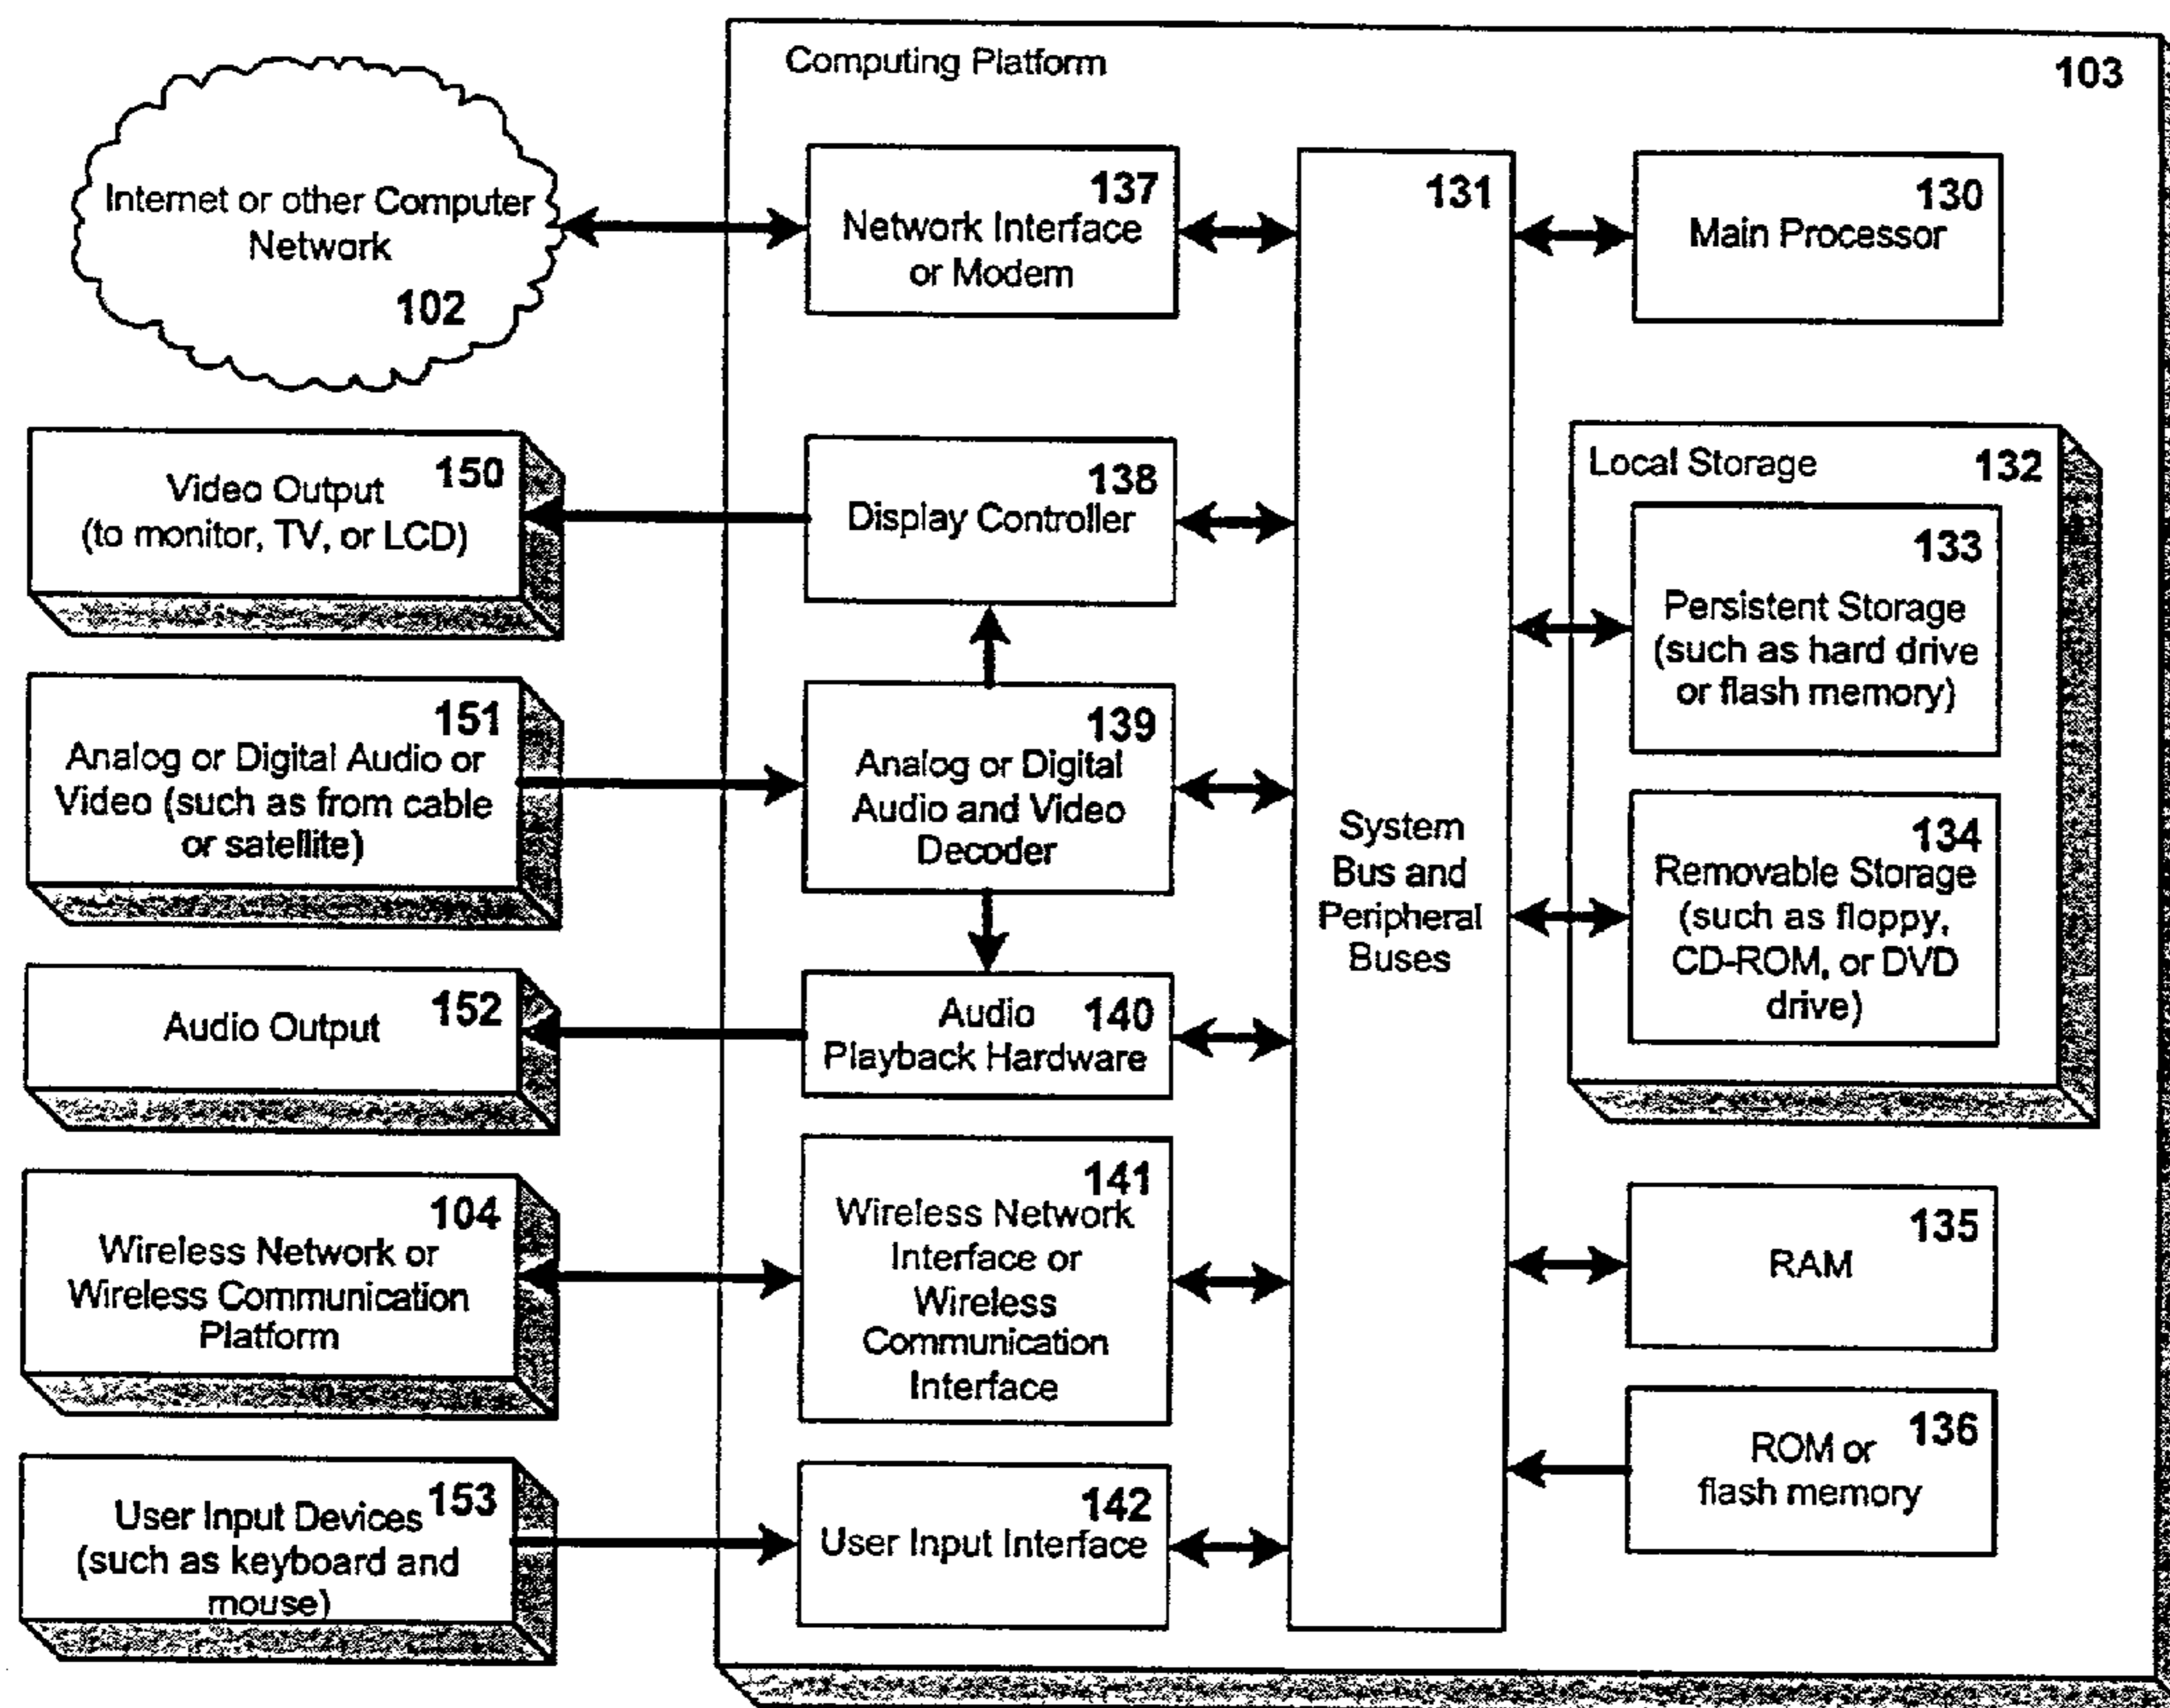 Computing Platform
103
Internet or other Computer
Network
102
137
Network Interface
or Modem
131
System
Bus and
Peripheral
Buses
130
Main Processor
150
Video Output
(to monitor, TV, or LCD)
138
Display Controller
Local Storage
132
133
Persistent Storage
(such as hard drive
or flash memory)
151
Analog or Digital Audio or
Video (such as from cable
or satellite)
139
Analog or Digital
Audio and Video
Decoder
134
Removable Storage
(such as floppy,
CD-ROM, or DVD
drive)
Audio Output
152
Audio
140
Playback Hardware
104
Wireless Network or
Wireless Communication
Platform
141
Wireless Network
Interface or
Wireless
Communication
Interface
135
RAM
153
User Input Devices
(such as keyboard and
mouse)
142
User Input Interface
136
ROM or
flash memory